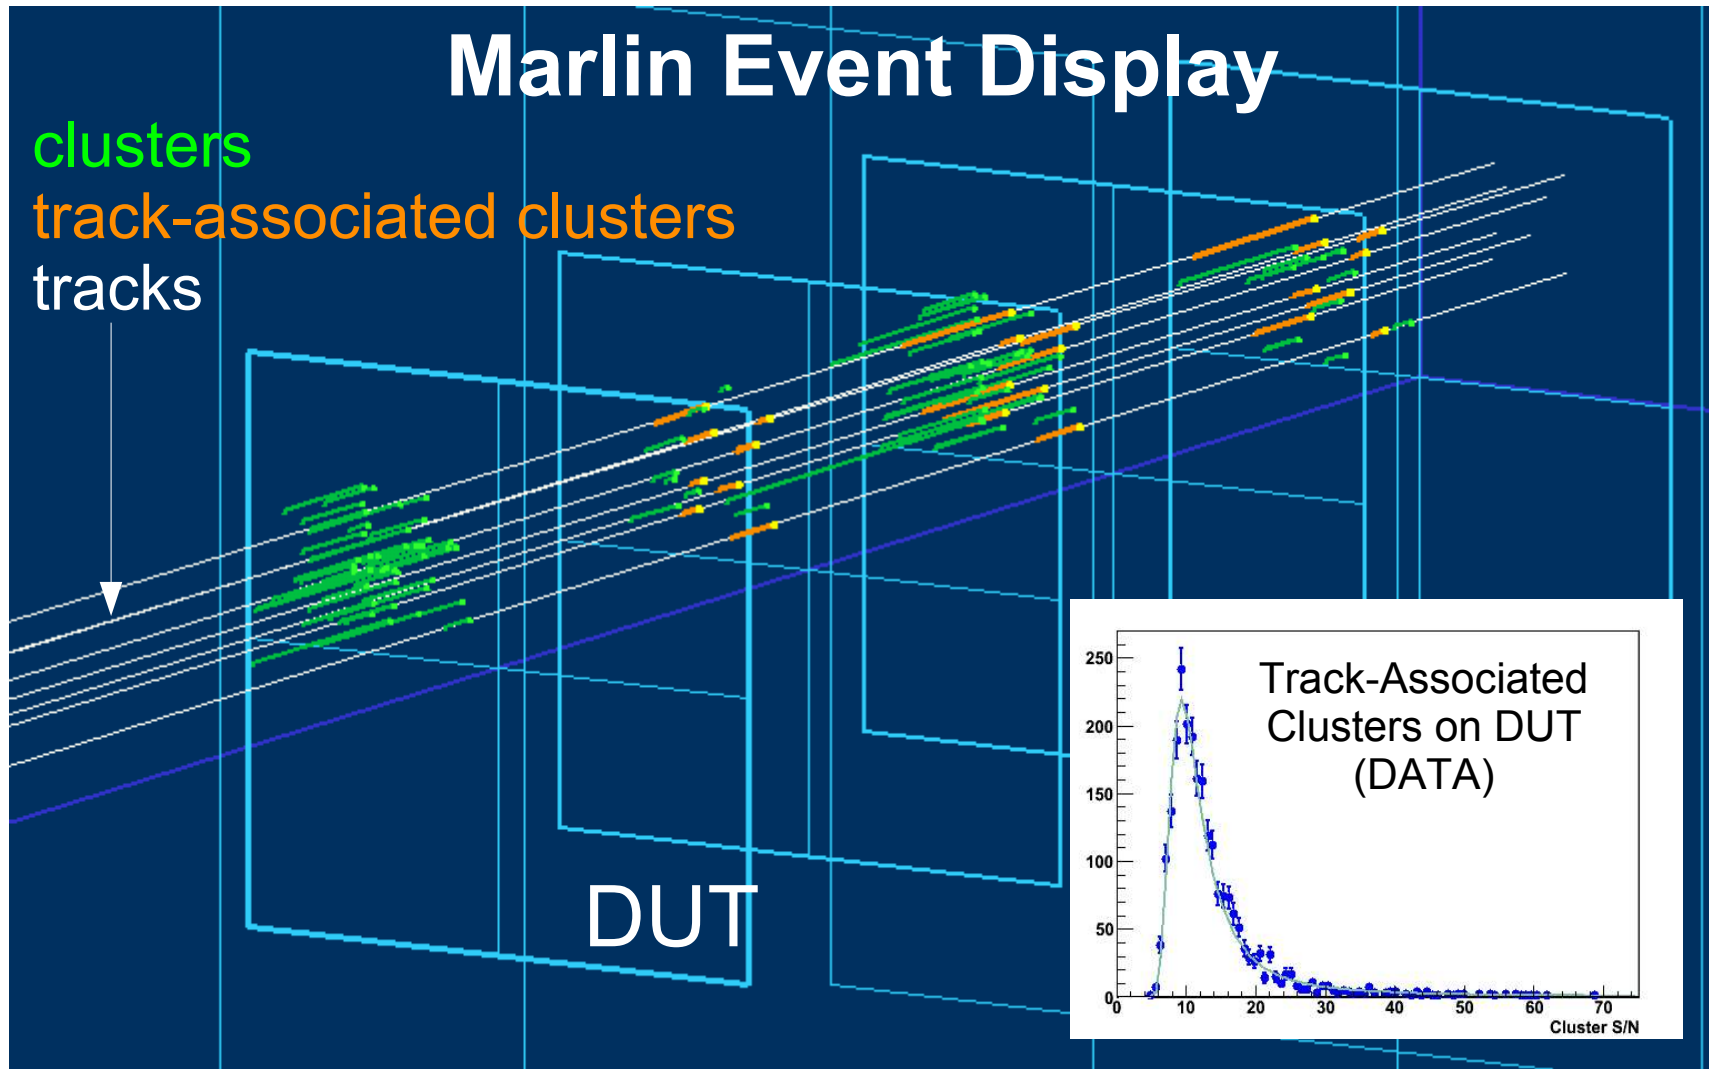 Marlin Event Display
clusters
track-associated clusters
tracks
DUT
Track-Associated
Clusters on DUT
(DATA)
250
200
150
100
50
0
0 10 20 30 40 50 60 70
Cluster S/N